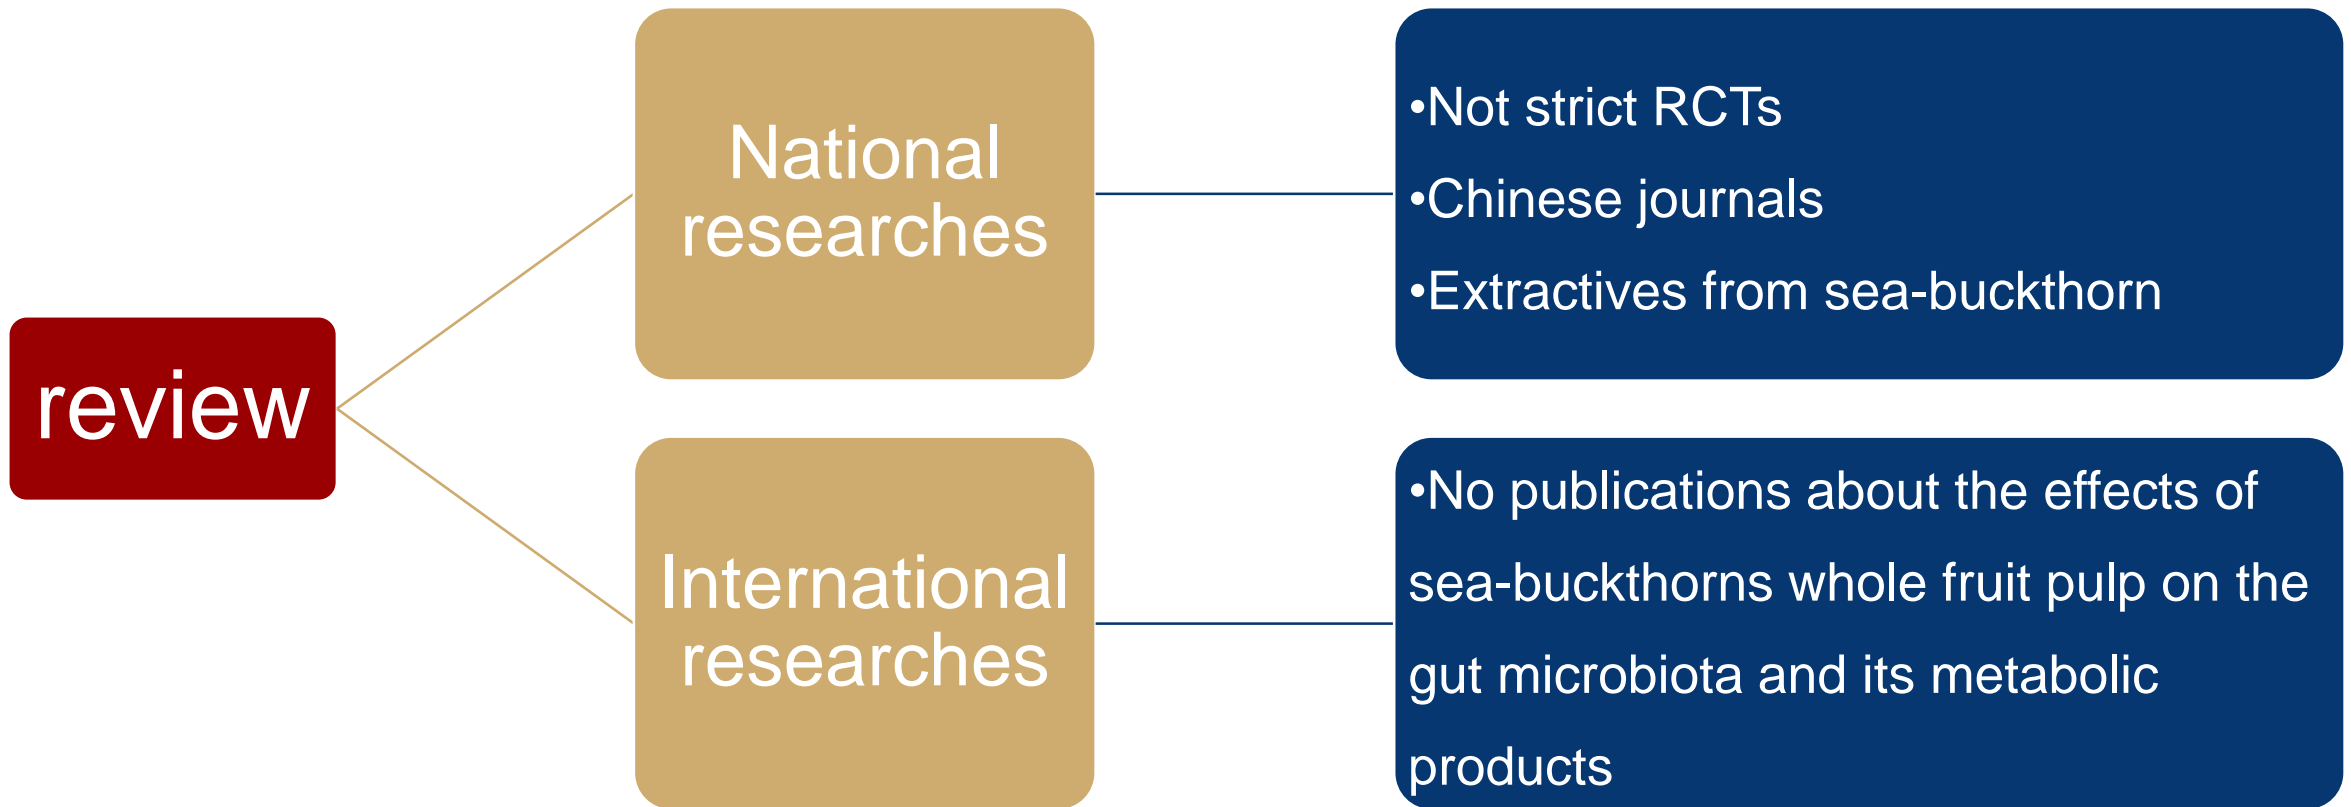 review
National
researches
•Not strict RCTs
•Chinese journals
•Extractives from sea-buckthorn
International
researches
•No publications about the effects of
sea-buckthorns whole fruit pulp on the
gut microbiota and its metabolic
products